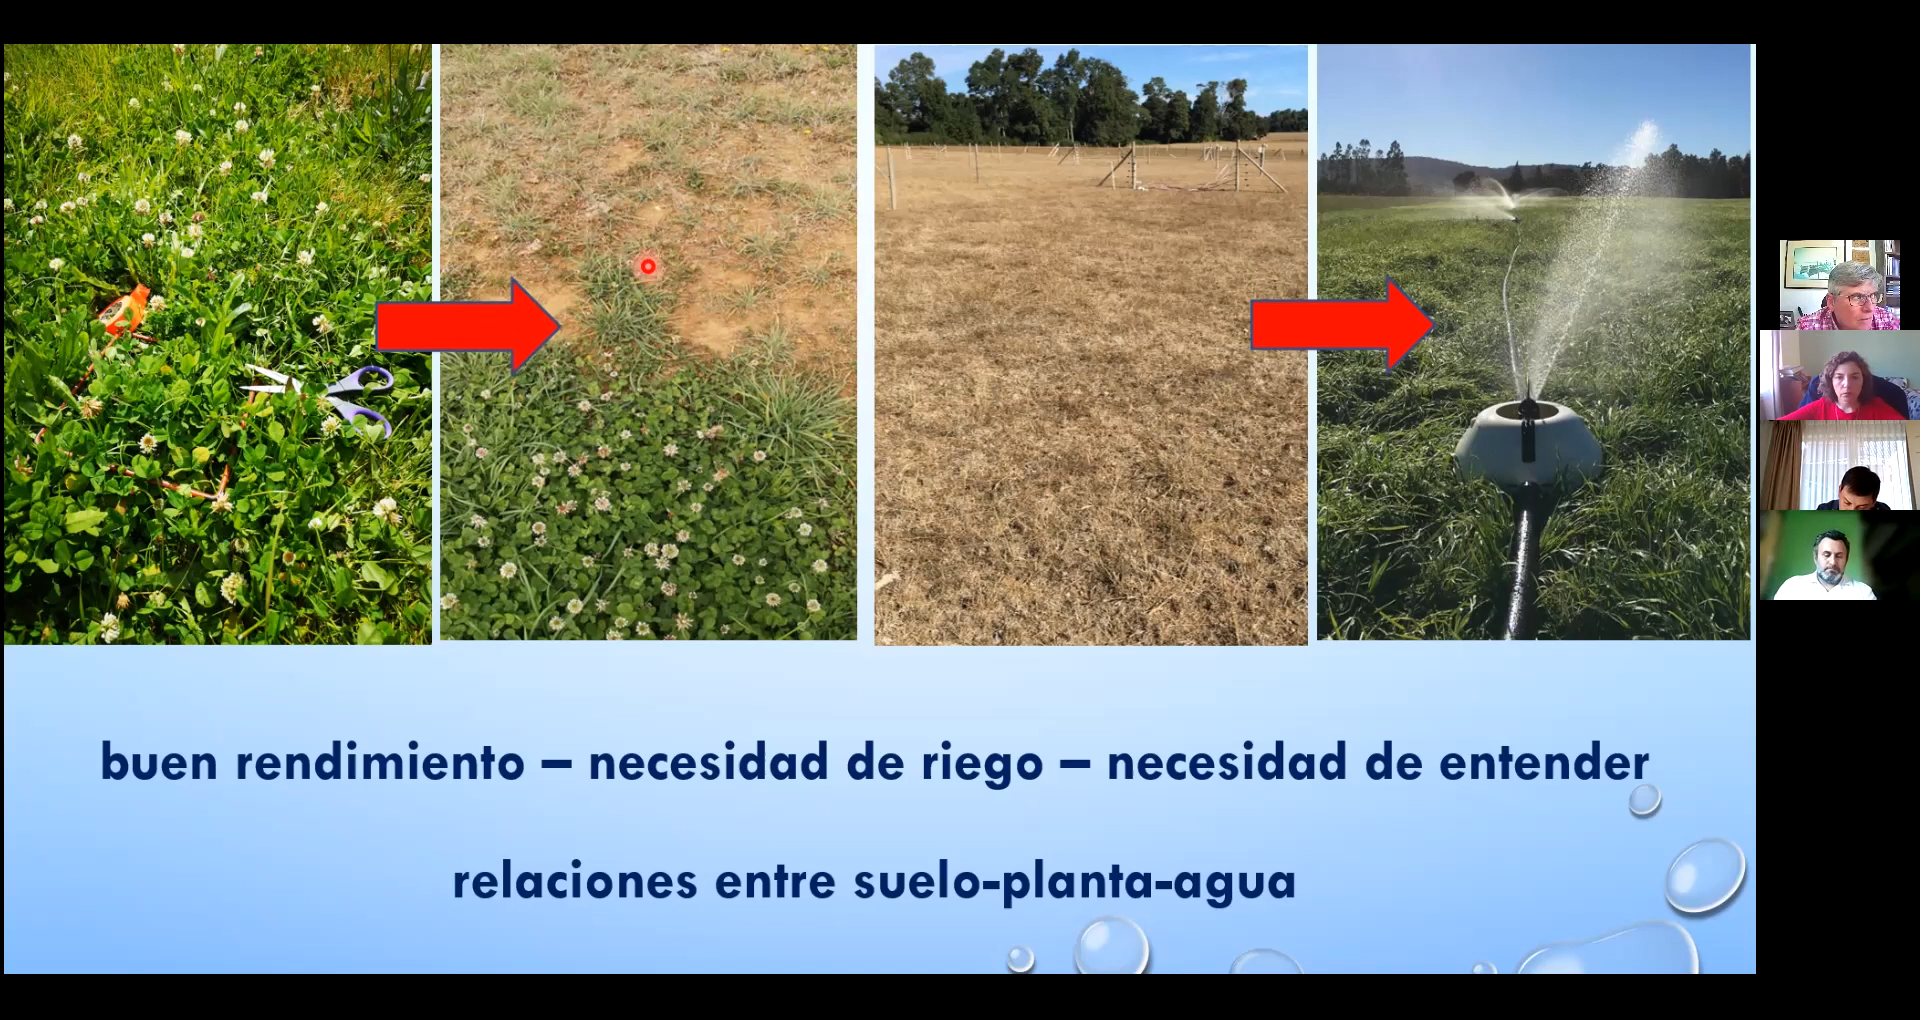 buen rendimiento – necesidad de riego – necesidad de entender
relaciones entre suelo-planta-agua